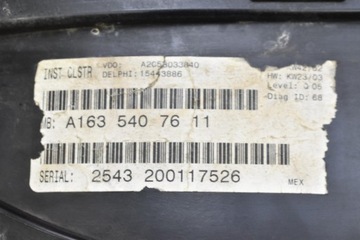 INST CLSTR
VDO: A2C53033840
DELPHI: 15443886
HW: KW23/03
Level: 0.05
Diag ID: 68
MB: A163 540 76 11
SERIAL: 2543 200117526
MEX